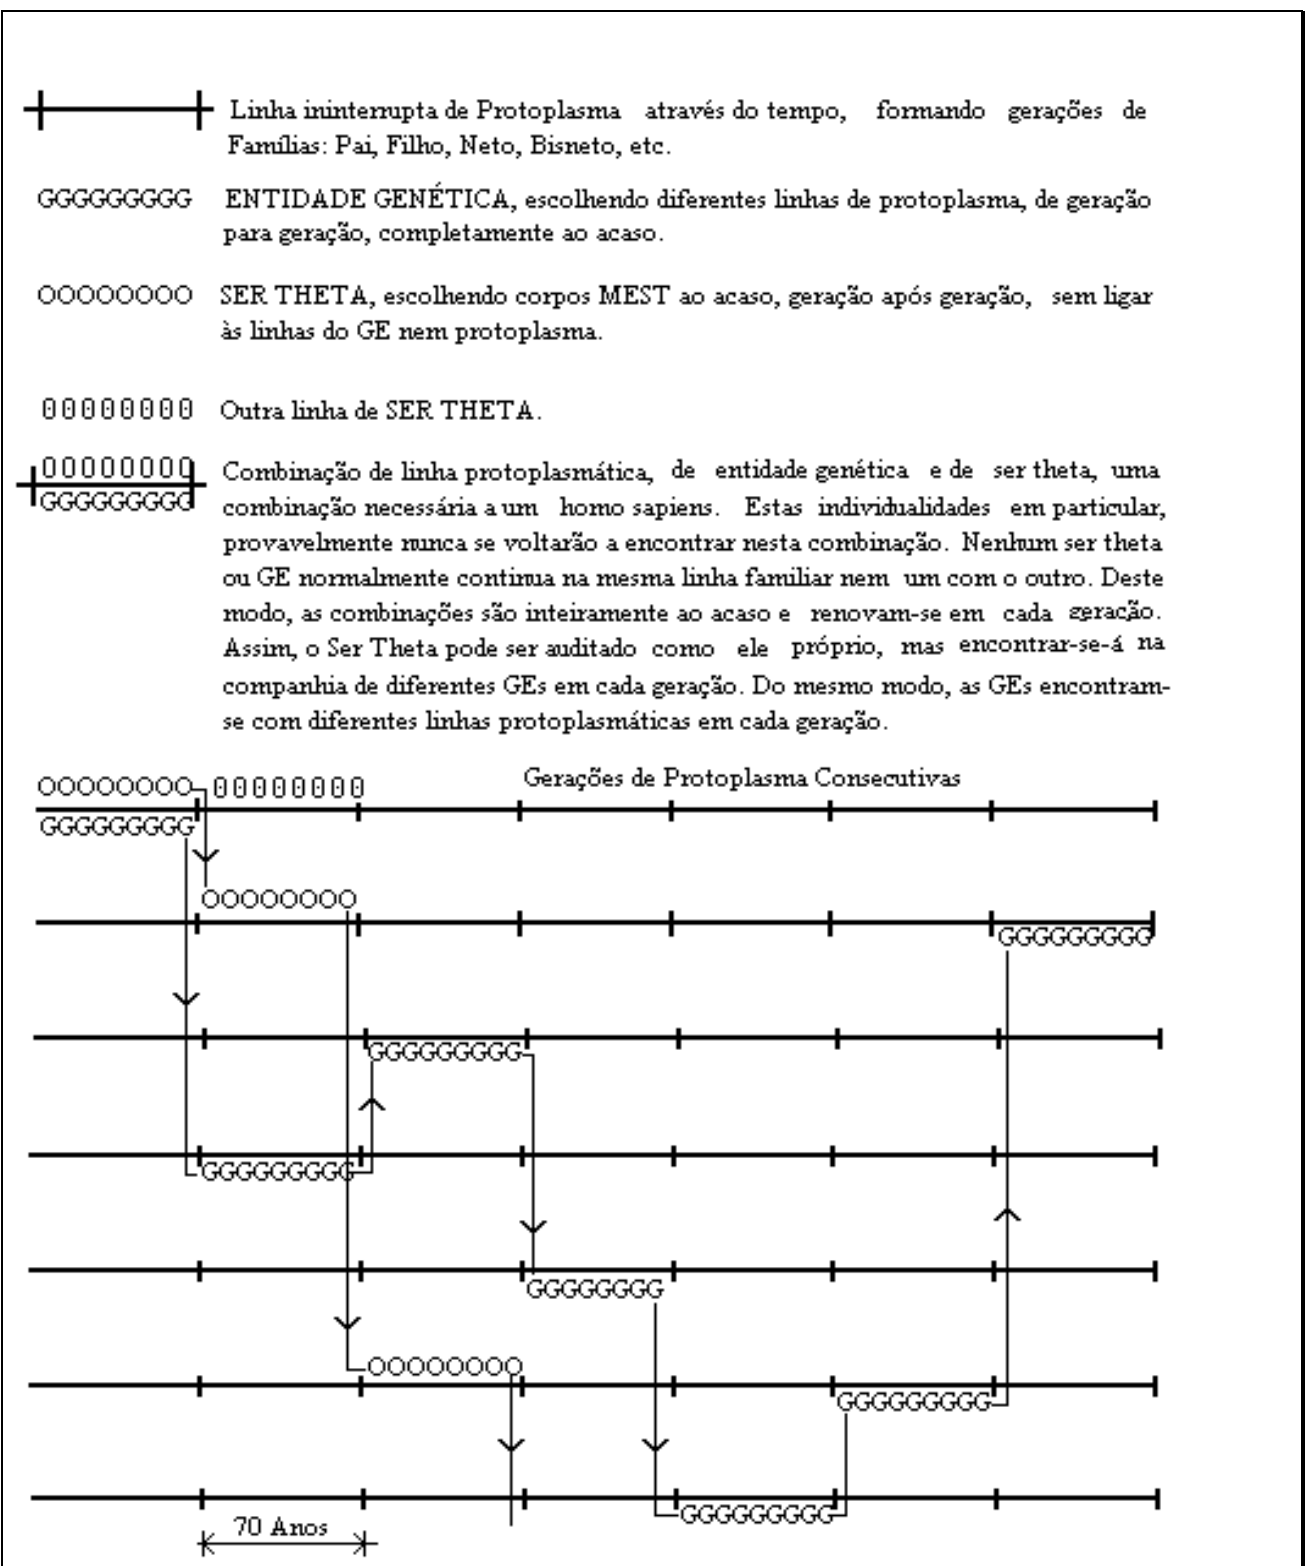 Linha ininterrupta de Protoplasma através do tempo, formando gerações de
Famílias: Pai, Filho, Neto, Bisneto, etc.
GGGGGGGGG ENTIDADE GENÉTICA, escolhendo diferentes linhas de protoplasma, de geração
para geração, completamente ao acaso.
OOOOOOOO SER THETA, escolhendo corpos MEST ao acaso, geração após geração, sem ligar
às linhas do GE nem protoplasma.
00000000 Outra linha de SER THETA.
00000000 Combinação de linha protoplasmática, de entidade genética e de ser theta, uma
GGGGGGGGG combinação necessária a um homo sapiens. Estas individualidades em particular,
provavelmente nunca se voltarão a encontrar nesta combinação. Nenhum ser theta
ou GE normalmente continua na mesma linha familiar nem um com o outro. Deste
modo, as combinações são inteiramente ao acaso e renovam-se em cada geração.
Assim, o Ser Theta pode ser auditado como ele próprio, mas encontrar-se-á na
companhia de diferentes GEs em cada geração. Do mesmo modo, as GEs encontram-
se com diferentes linhas protoplasmáticas em cada geração.
Gerações de Protoplasma Consecutivas
OOOOOOOO 00000000
GGGGGGGGG
OOOOOOOO
GGGGGGGGG
GGGGGGGGG
GGGGGGGGG
GGGGGGGG
OOOOOOOO
GGGGGGGGG
GGGGGGGGG
70 Anos